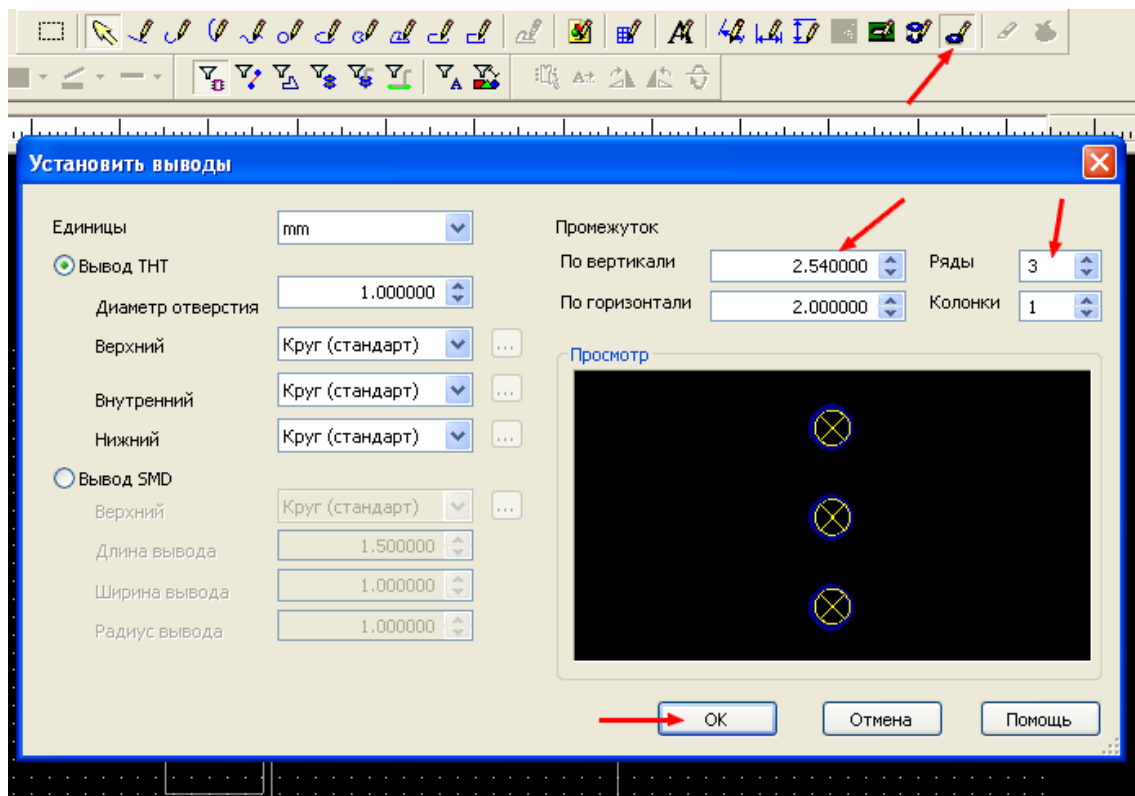 Установить выводы
Единицы
mm
Вывод THT
Диаметр отверстия
1.000000
Верхний
Круг (стандарт)
...
Внутренний
Круг (стандарт)
...
Нижний
Круг (стандарт)
...
Вывод SMD
Верхний
Круг (стандарт)
...
Длина вывода
1.500000
Ширина вывода
1.000000
Радиус вывода
1.000000
Промежуток
По вертикали
2.540000
Ряды
3
По горизонтали
2.000000
Колонки
1
Просмотр
OK
Отмена
Помощь